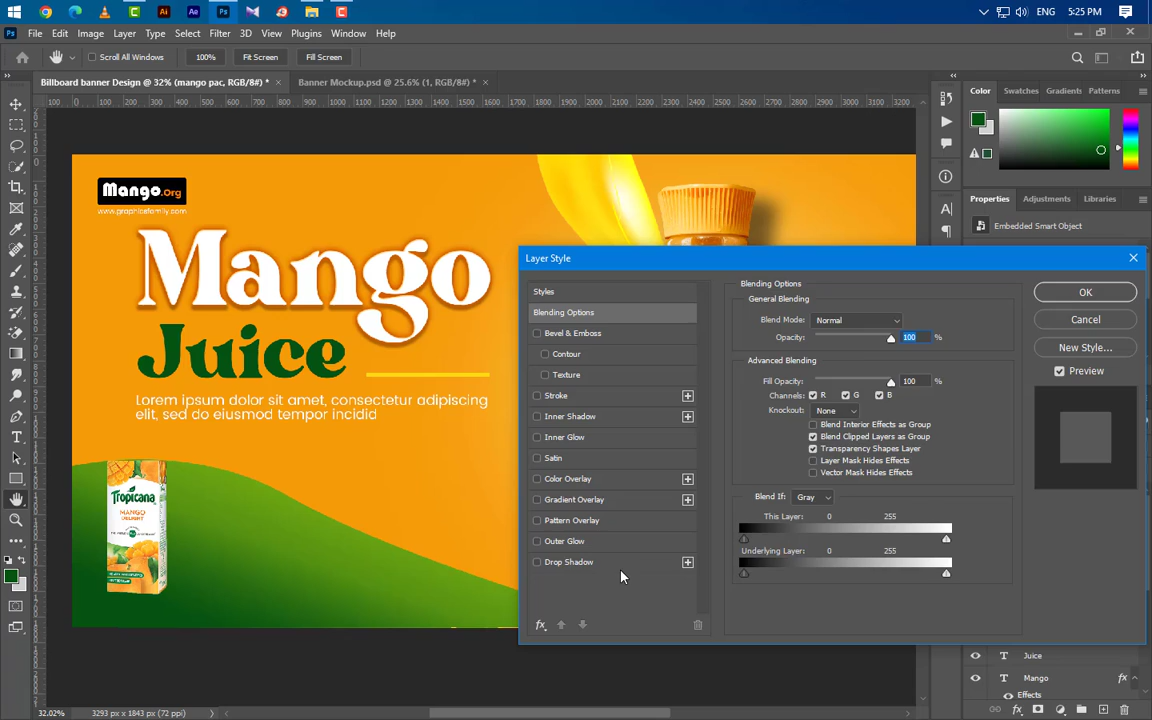 ENG
5:25 PM
Ai
Ae
Ps
Ps
File
Edit
Image
Layer
Type
Select
Filter
3D
View
Plugins
Window
Help
Scroll All Windows
100%
Fit Screen
Fill Screen
Billboard banner Design @ 32% (mango pac, RGB/8#) *
Banner Mockup.psd @ 25.6% (1, RGB/8#) *
Color
Swatches
Gradients
Patterns
Properties
Adjustments
Libraries
Embedded Smart Object
Mango.Org
www.graphicsfamily.com
Mango
Juice
Lorem ipsum dolor sit amet, consectetur adipiscing
elit, sed do eiusmod tempor incidid
Tropicana
MANGO
DELIGHT
Layer Style
Styles
Blending Options
Bevel & Emboss
Contour
Texture
Stroke
Inner Shadow
Inner Glow
Satin
Color Overlay
Gradient Overlay
Pattern Overlay
Outer Glow
Drop Shadow
fx
Blending Options
General Blending
Blend Mode: Normal
Opacity: 100 %
Advanced Blending
Fill Opacity: 100 %
Channels: R G B
Knockout: None
Blend Interior Effects as Group
Blend Clipped Layers as Group
Transparency Shapes Layer
Layer Mask Hides Effects
Vector Mask Hides Effects
Blend If: Gray
This Layer: 0 255
Underlying Layer: 0 255
OK
Cancel
New Style...
Preview
Juice
Mango
fx
Effects
32.02%
3293 px x 1843 px (72 ppi)